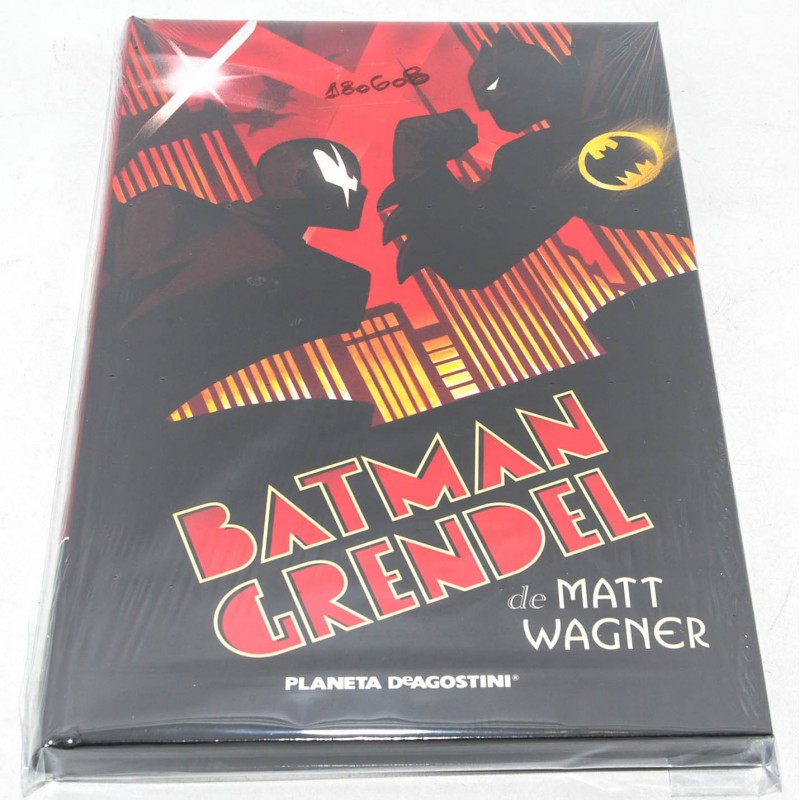 180608
BATMAN
GRENDEL
de MATT
WAGNER
PLANETA DeAGOSTINI®